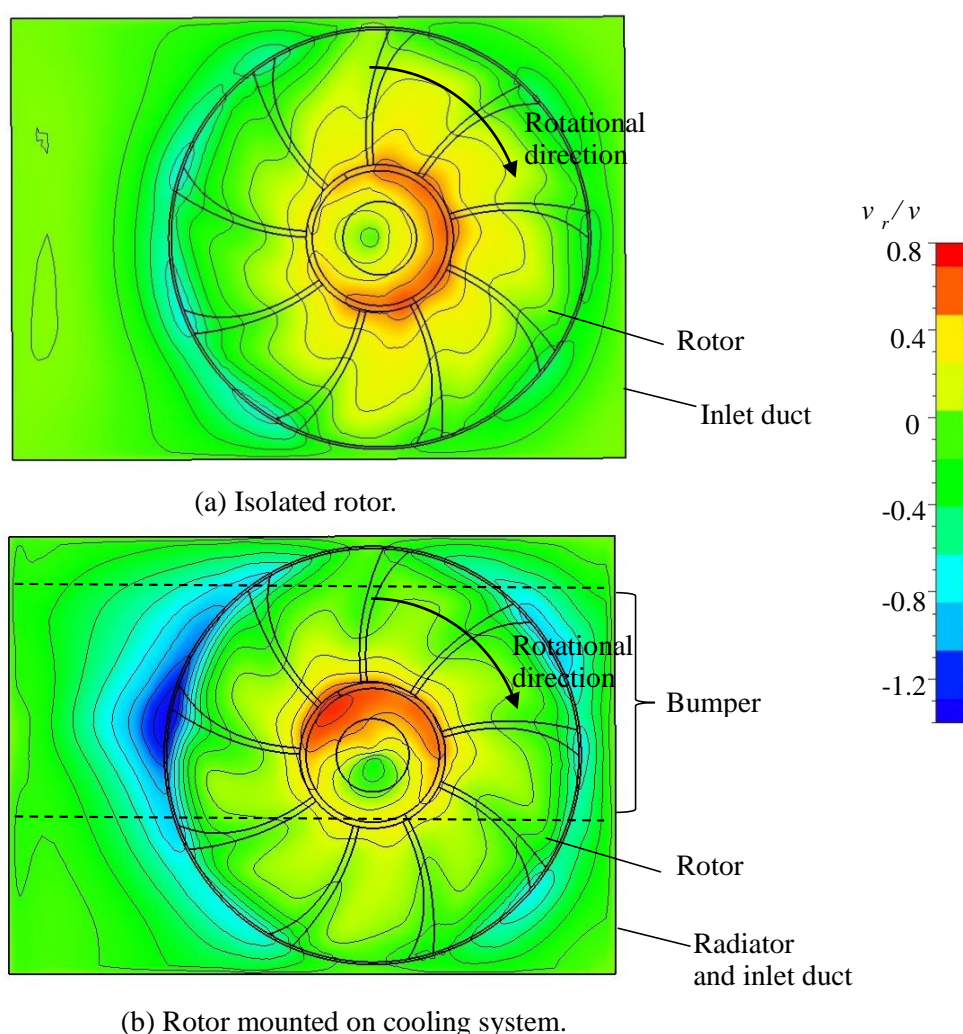 Rotational
direction
Rotor
Inlet duct
(a) Isolated rotor.
v r / v
0.8
0.4
0
-0.4
-0.8
-1.2
Rotational
direction
Bumper
Rotor
Radiator
and inlet duct
(b) Rotor mounted on cooling system.